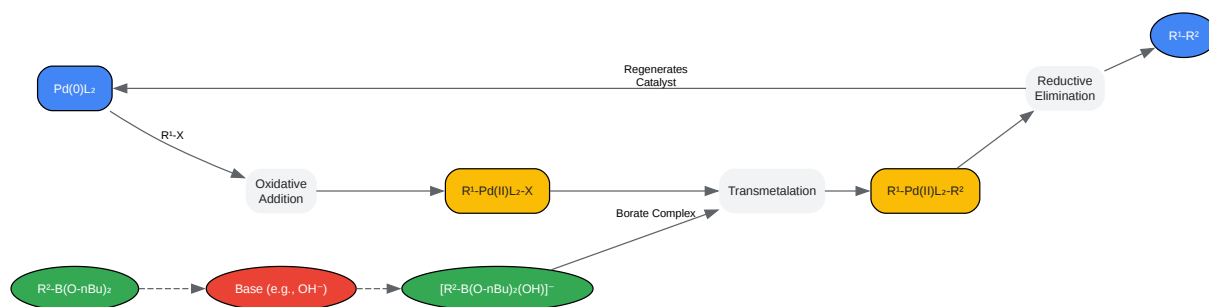 R¹-R²
Regenerates
Catalyst
Reductive
Elimination
Pd(0)L₂
R¹-X
Oxidative
Addition
R¹-Pd(II)L₂-X
Transmetalation
R¹-Pd(II)L₂-R²
Borate Complex
R²-B(O-nBu)₂
Base (e.g., OH⁻)
[R²-B(O-nBu)₂(OH)]⁻